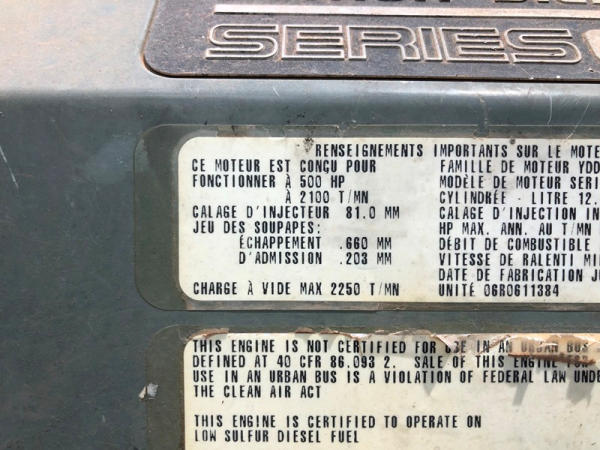 SERIES
RENSEIGNEMENTS IMPORTANTS SUR LE
CE MOTEUR EST CONÇU POUR
FONCTIONNER À 500 HP
À 2100 T/MN
CALAGE D'INJECTEUR 81.0 MM
JEU DES SOUPAPES:
ÉCHAPPEMENT .660 MM
D'ADMISSION .203 MM
CHARGE À VIDE MAX 2250 T/MN
FAMILLE DE MOTEUR YDD
MODÈLE DE MOTEUR SERI
CYLINDRÉE - LITRE 12.
CALAGE D'INJECTION IN
HP MAX. ANN. AU T/MN
DÉBIT DE COMBUSTIBLE
VITESSE DE RALENTI MI
DATE DE FABRICATION
UNITÉ 06R0611384
THIS ENGINE IS NOT CERTIFIED FOR USE IN AN URBAN BUS
DEFINED AT 40 CFR 86.093 2. SALE OF THIS ENGINE FOR
USE IN AN URBAN BUS IS A VIOLATION OF FEDERAL LAW UNDE
THE CLEAN AIR ACT
THIS ENGINE IS CERTIFIED TO OPERATE ON
LOW SULFUR DIESEL FUEL